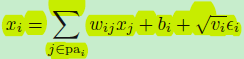 $x_i = \sum_{j \in \mathrm{pa}_i} w_{ij} x_j + b_i + \sqrt{v_i} \epsilon_i$